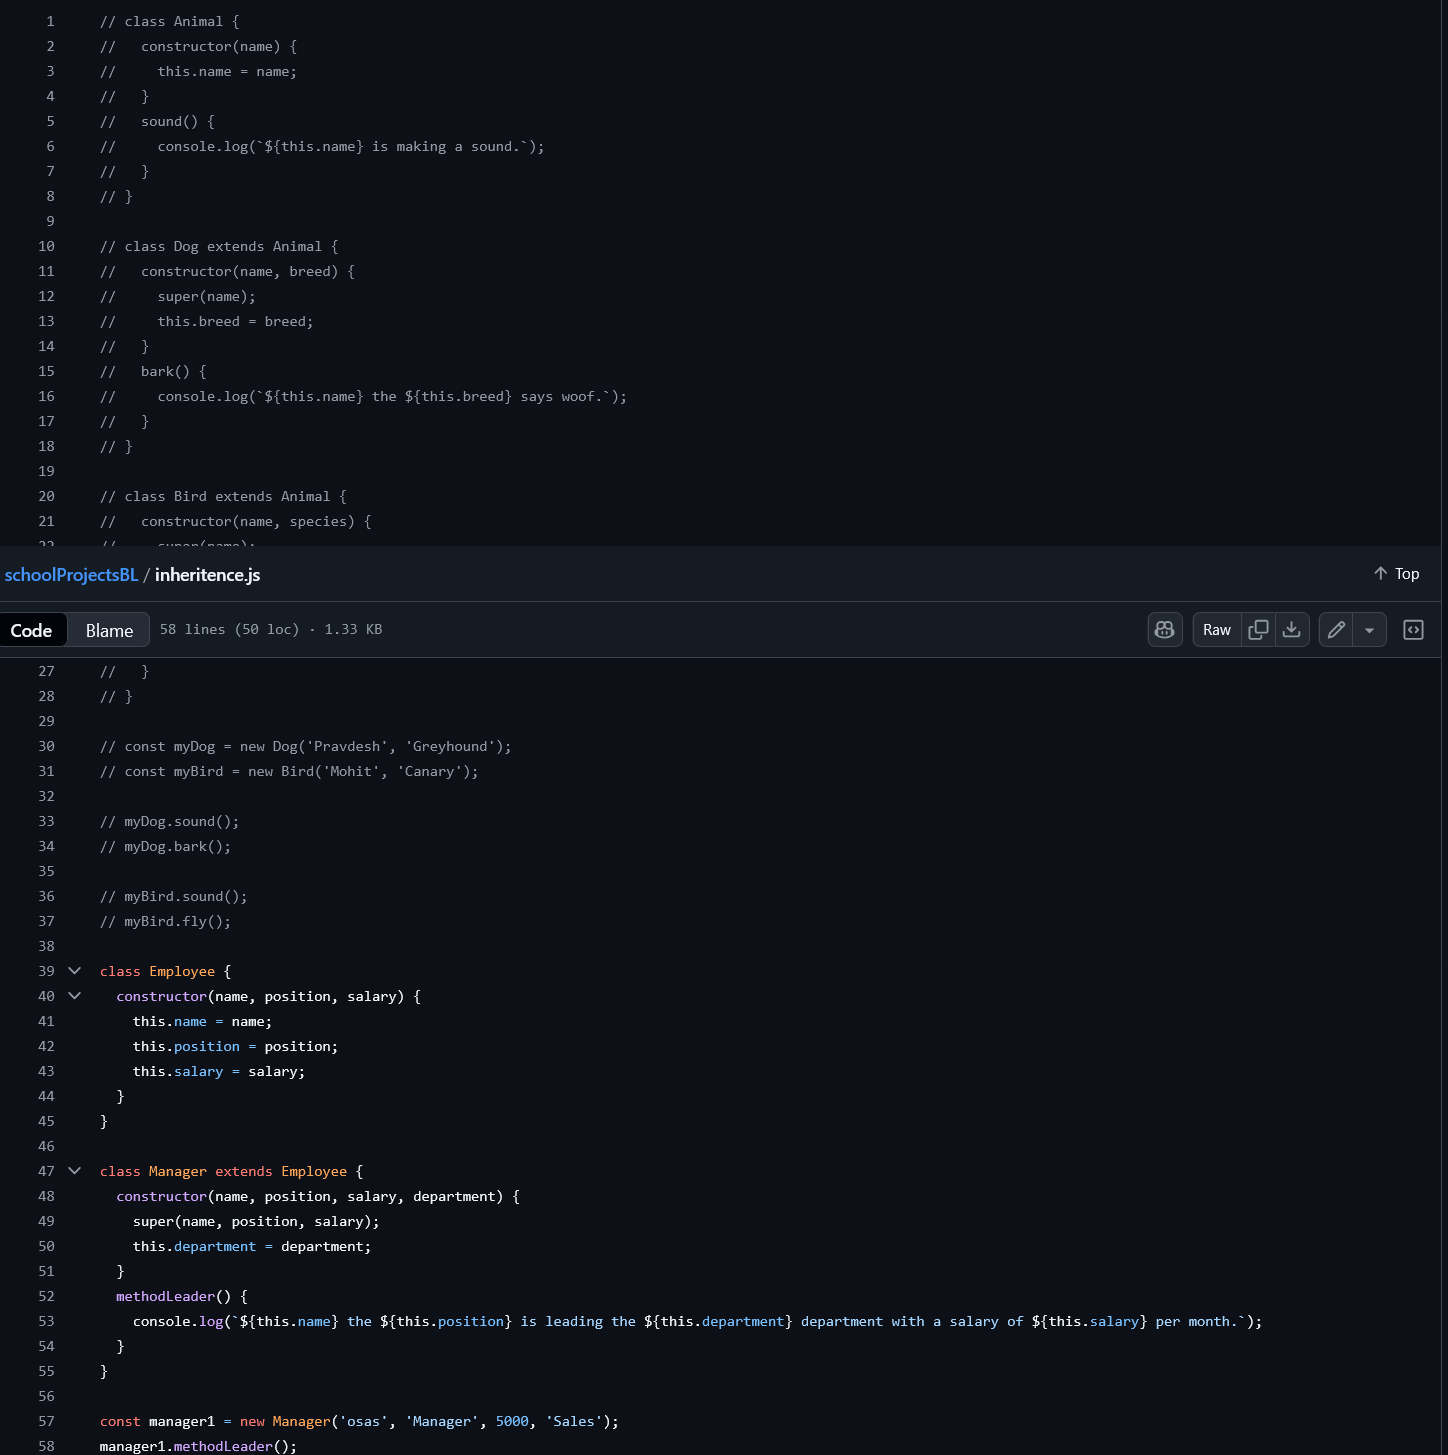 1 // class Animal {
2 //   constructor(name) {
3 //     this.name = name;
4 //   }
5 //   sound() {
6 //     console.log(`${this.name} is making a sound.`);
7 //   }
8 // }
9
10 // class Dog extends Animal {
11 //   constructor(name, breed) {
12 //     super(name);
13 //     this.breed = breed;
14 //   }
15 //   bark() {
16 //     console.log(`${this.name} the ${this.breed} says woof.`);
17 //   }
18 // }
19
20 // class Bird extends Animal {
21 //   constructor(name, species) {
22 //     super(name);
schoolProjectsBL / inheritence.js Top
Code Blame 58 lines (50 loc) · 1.33 KB Raw
27 //   }
28 // }
29
30 // const myDog = new Dog('Pravdesh', 'Greyhound');
31 // const myBird = new Bird('Mohit', 'Canary');
32
33 // myDog.sound();
34 // myDog.bark();
35
36 // myBird.sound();
37 // myBird.fly();
38
39 class Employee {
40   constructor(name, position, salary) {
41     this.name = name;
42     this.position = position;
43     this.salary = salary;
44   }
45 }
46
47 class Manager extends Employee {
48   constructor(name, position, salary, department) {
49     super(name, position, salary);
50     this.department = department;
51   }
52   methodLeader() {
53     console.log(`${this.name} the ${this.position} is leading the ${this.department} department with a salary of ${this.salary} per month.`);
54   }
55 }
56
57 const manager1 = new Manager('osas', 'Manager', 5000, 'Sales');
58 manager1.methodLeader();